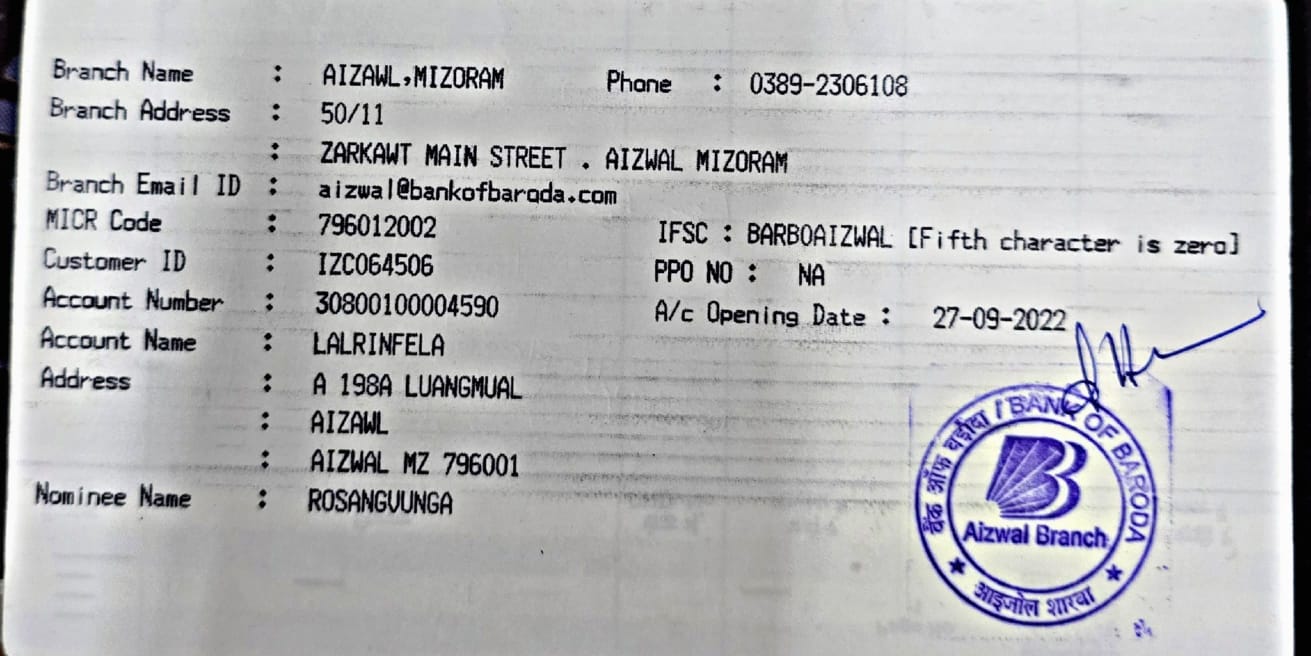 Branch Name : AIZAWL,MIZORAM Phone : 0389-2306108
Branch Address : 50/11
: ZARKAWT MAIN STREET . AIZWAL MIZORAM
Branch Email ID : aizwal@bankofbaroda.com
MICR Code : 796012002 IFSC : BARB0AIZWAL [Fifth character is zero]
Customer ID : IZC064506 PPO NO : NA
Account Number : 30800100004590 A/c Opening Date : 27-09-2022
Account Name : LALRINFELA
Address : A 198A LUANGMUAL
: AIZAWL
: AIZWAL MZ 796001
Nominee Name : ROSANGVUNGA
बैंक ऑफ बड़ौदा / BANK OF BARODA
Aizwal Branch
★ आइजोल शाखा ★